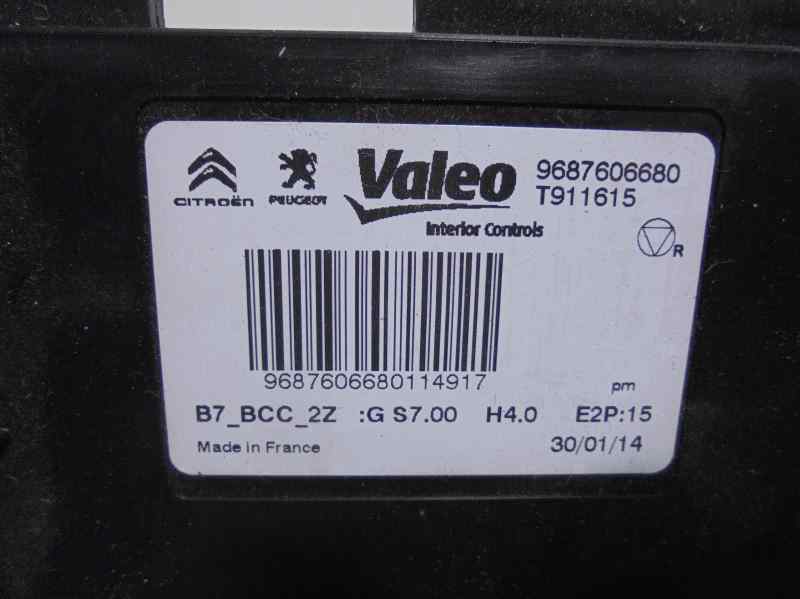 CITROËN PEUGEOT Valeo 9687606680
T911615
Interior Controls
R
9687606680114917
pm
B7_BCC_2Z :G S7.00 H4.0 E2P:15
Made in France 30/01/14